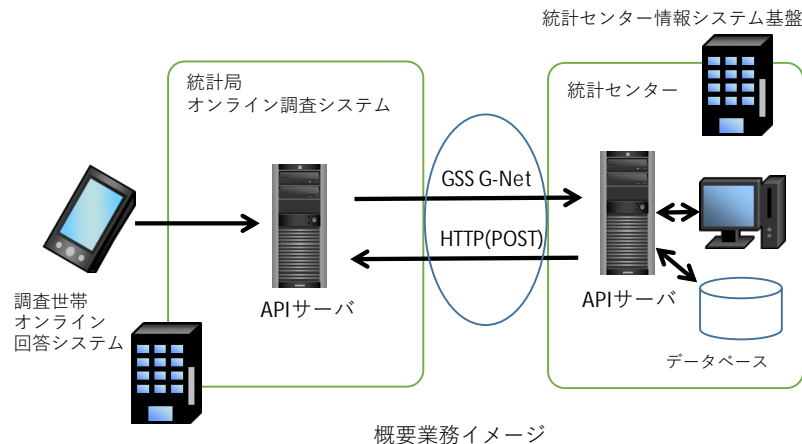 統計センター情報システム基盤
統計局
オンライン調査システム
統計センター
GSS G-Net
HTTP(POST)
APIサーバ
APIサーバ
調査世帯
オンライン
回答システム
データベース
概要業務イメージ